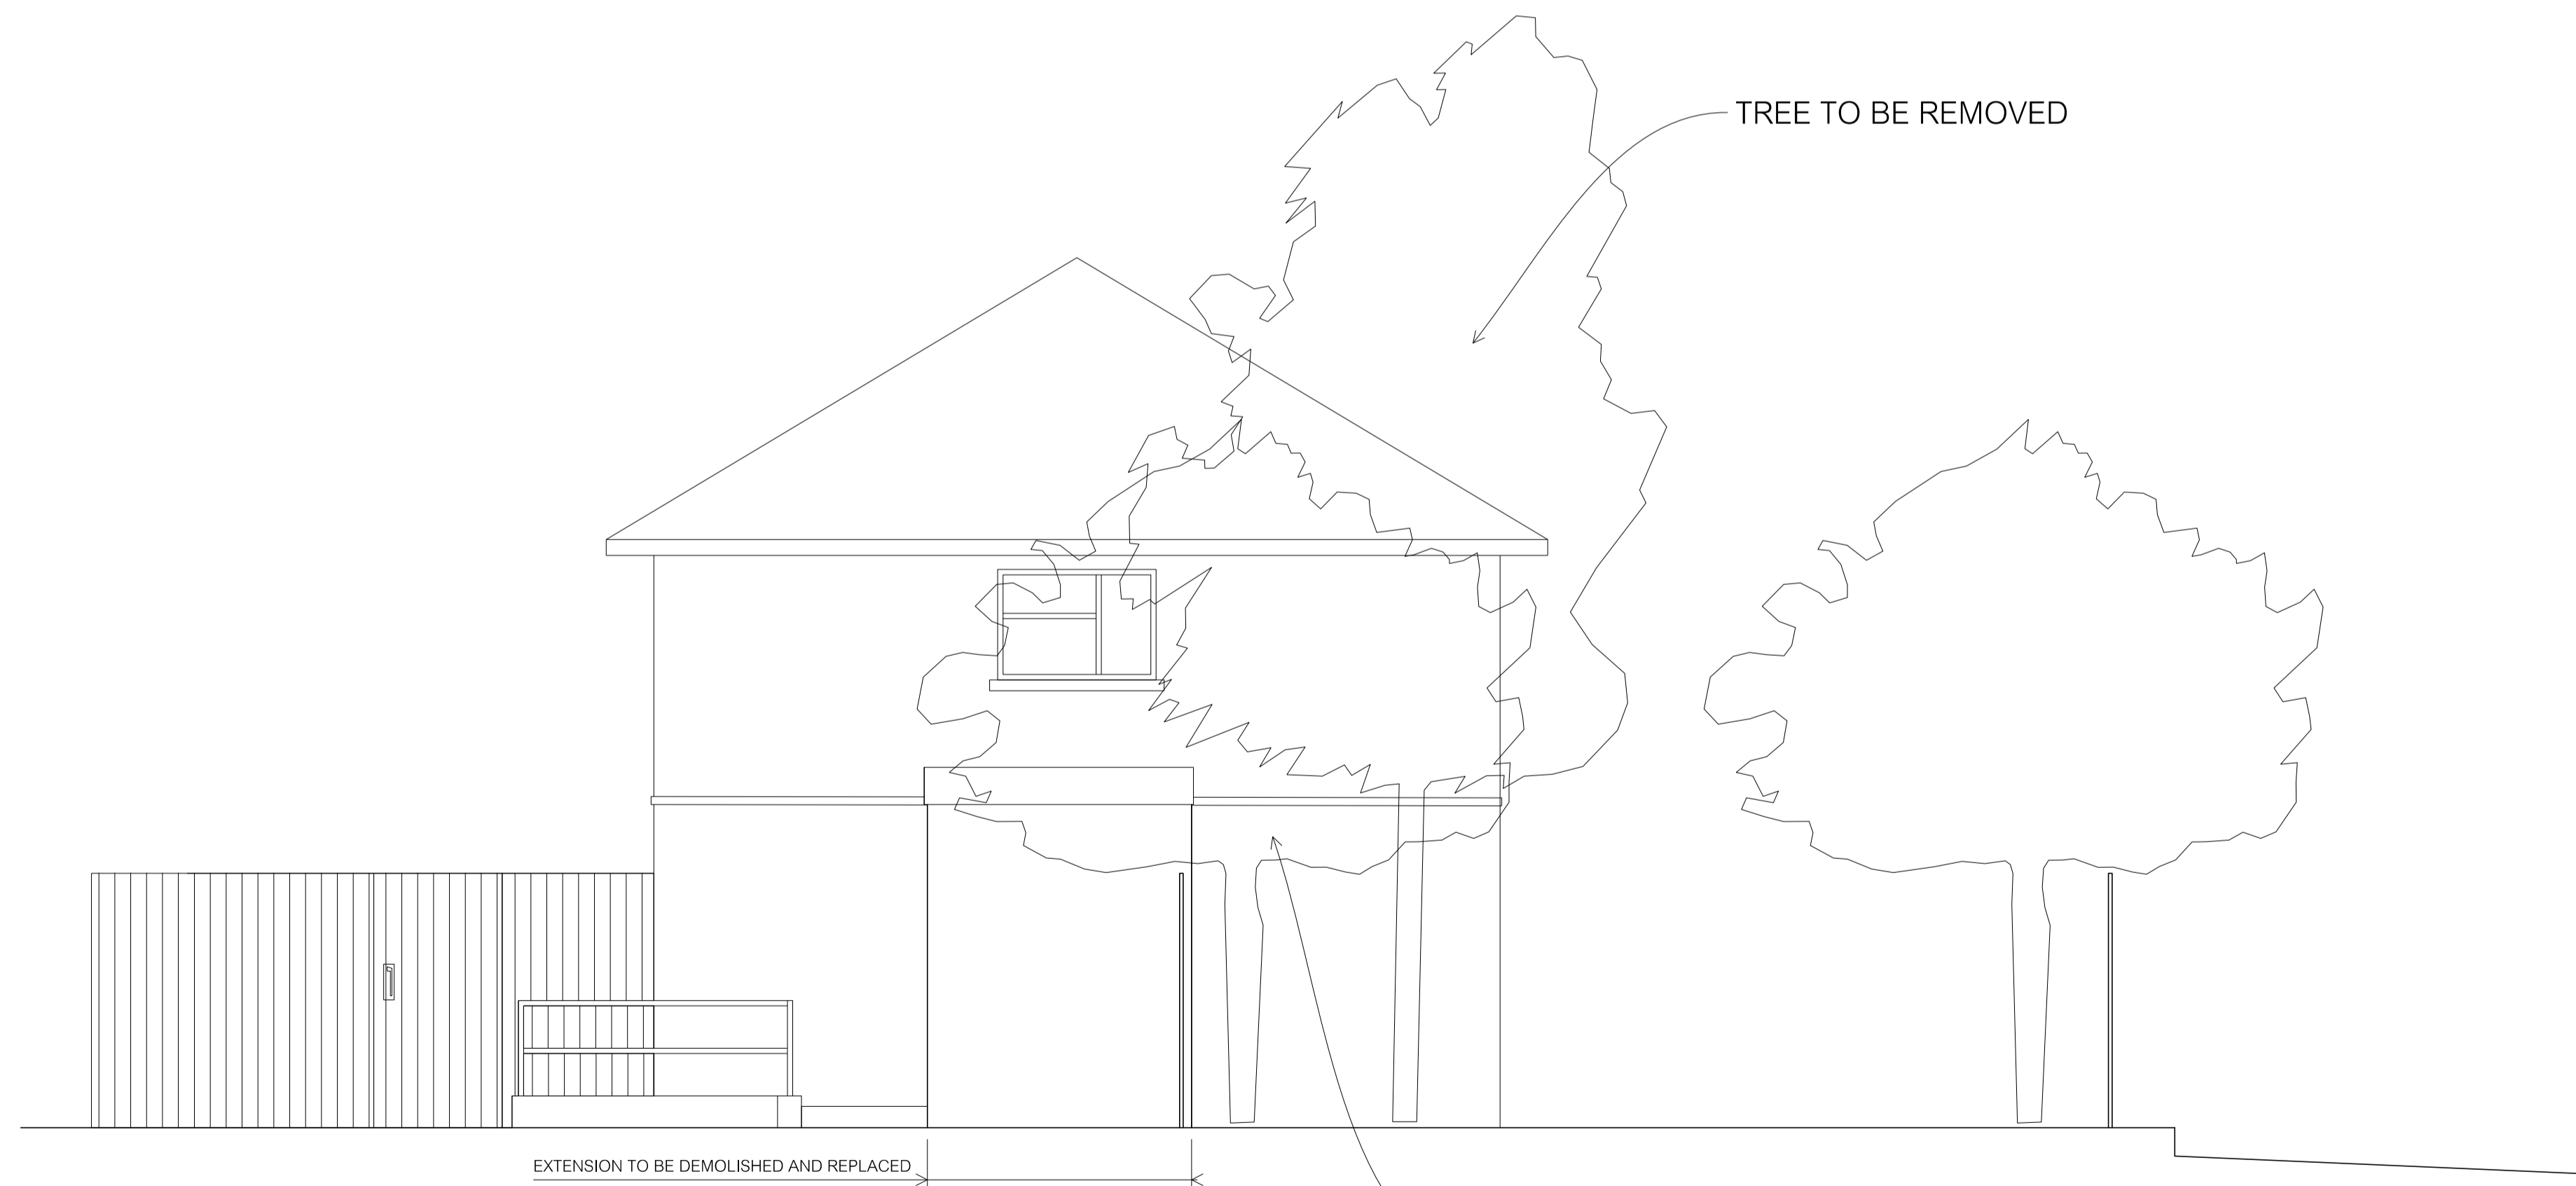 TREE TO BE REMOVED
EXTENSION TO BE DEMOLISHED AND REPLACED